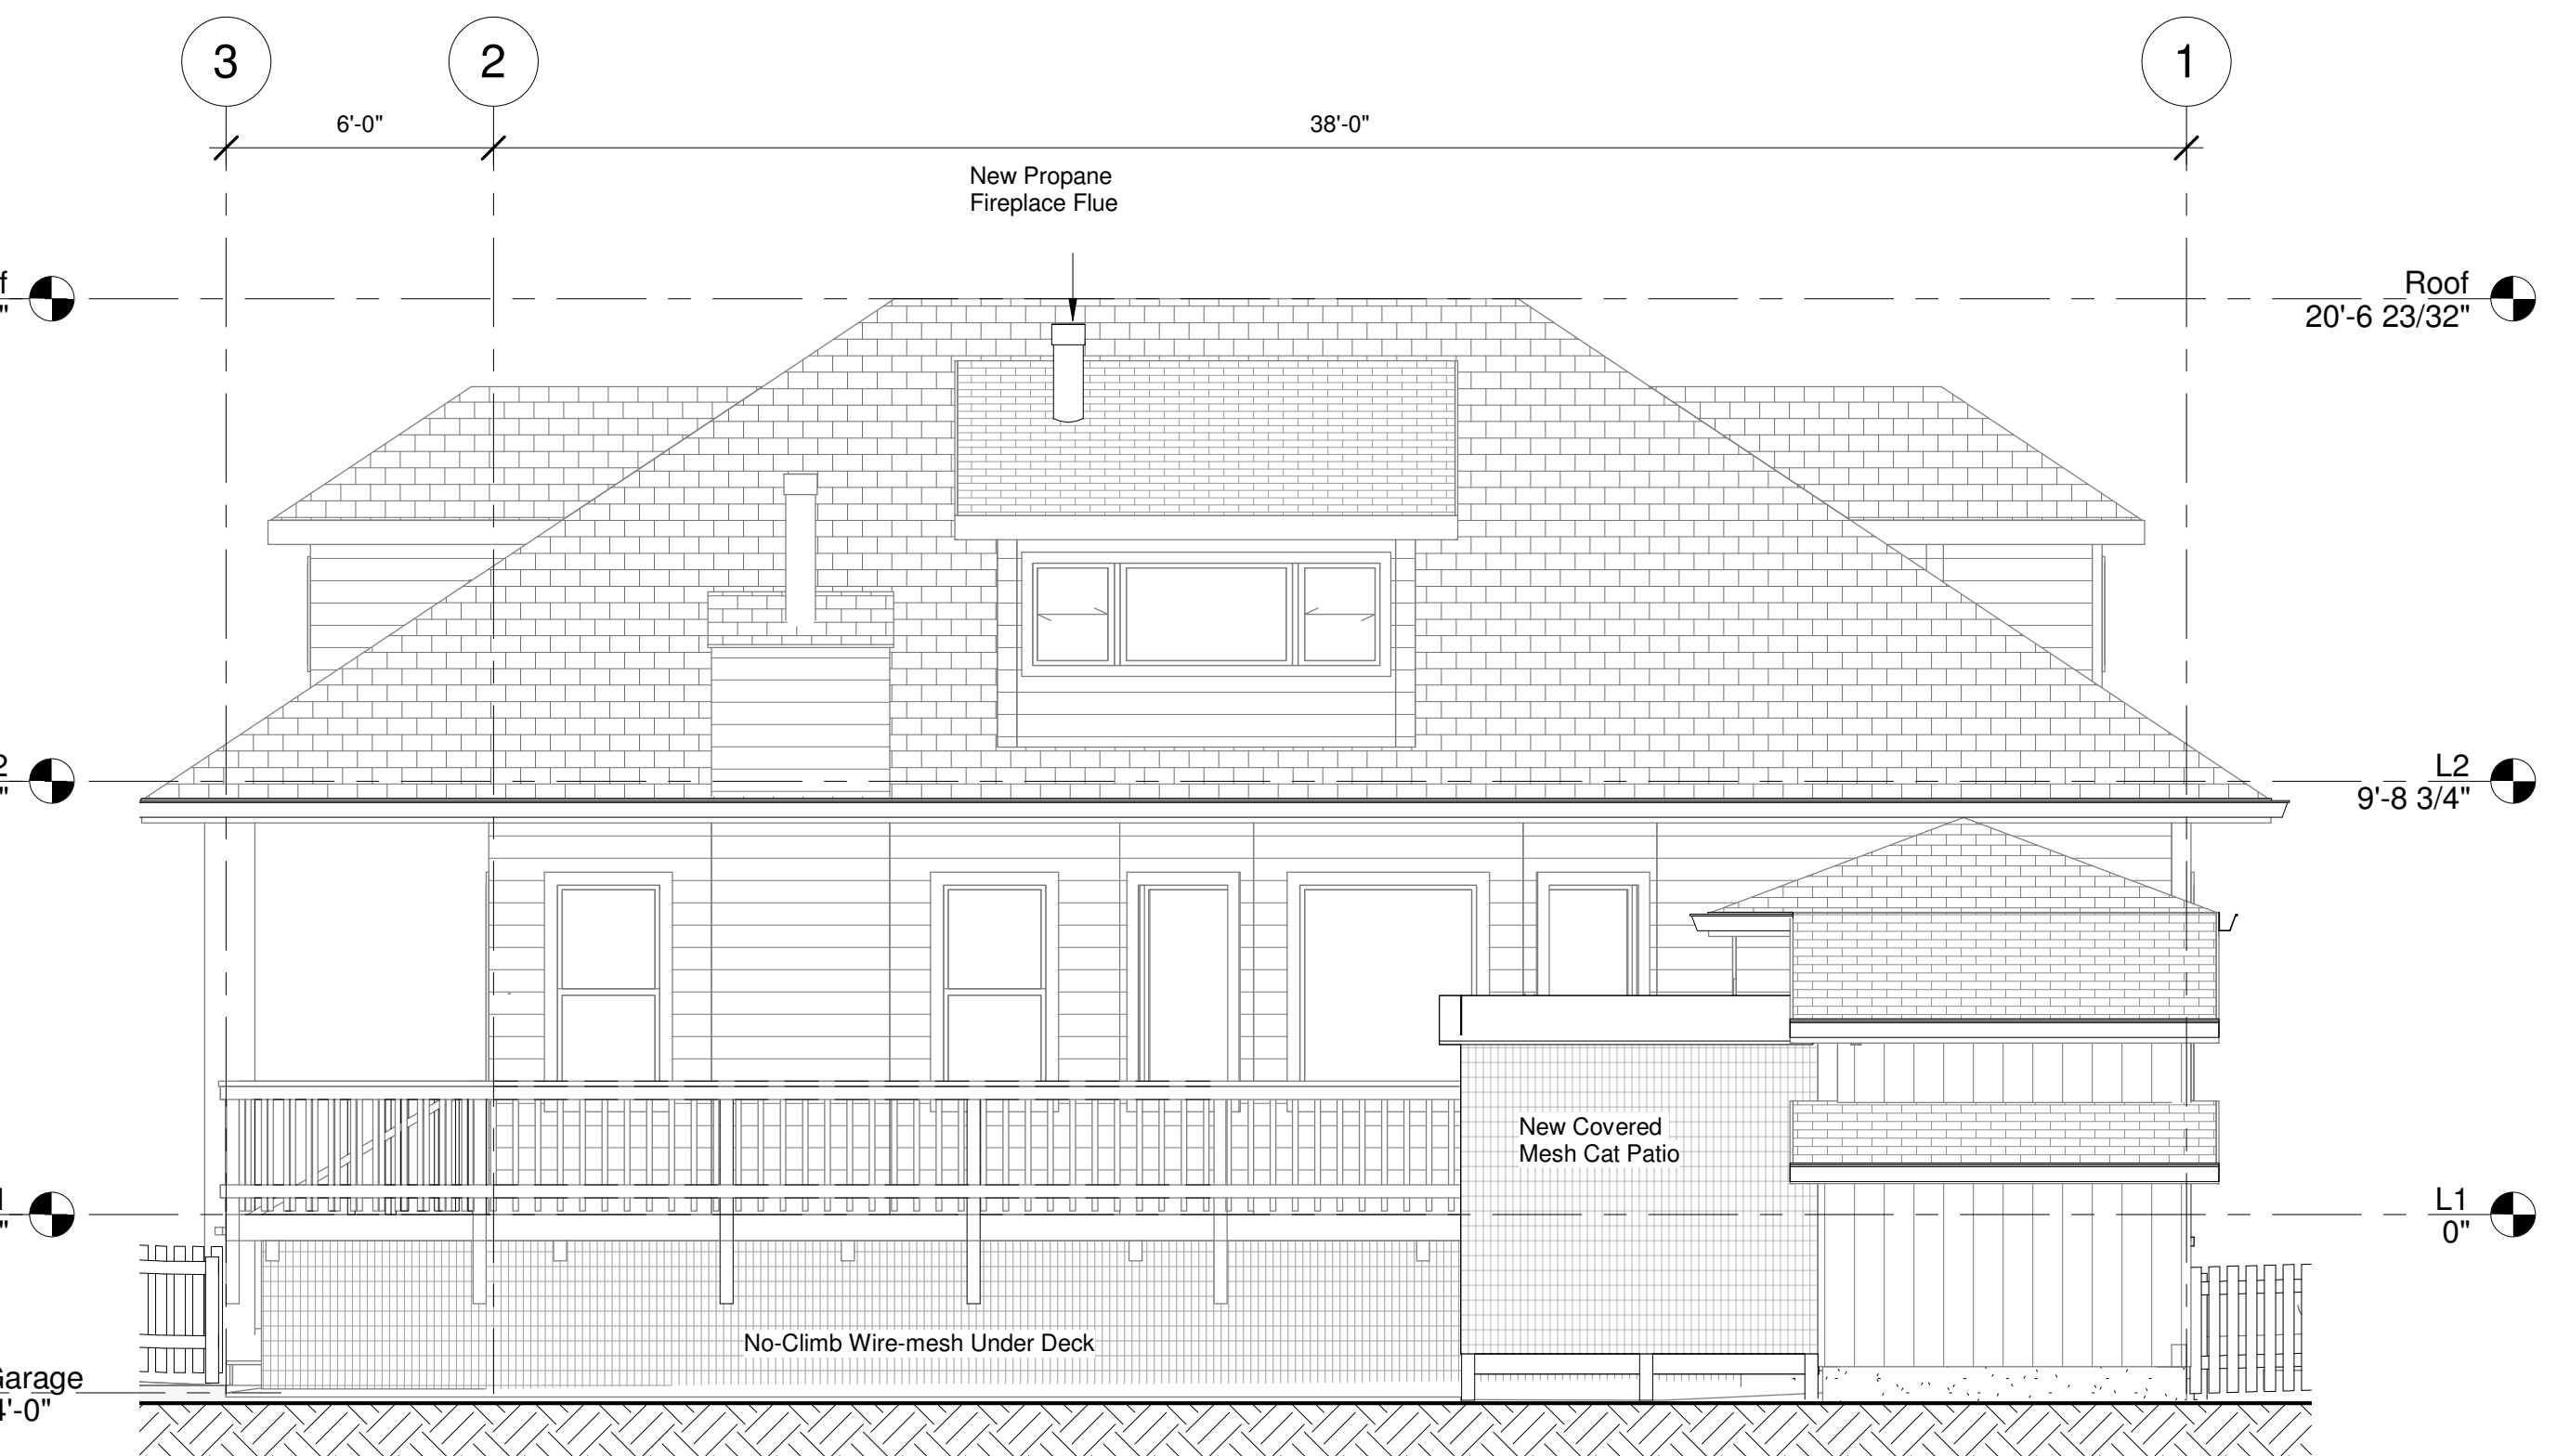 3
2
1
6'-0"
38'-0"
New Propane
Fireplace Flue
Roof
20'-6 23/32"
L2
9'-8 3/4"
New Covered
Mesh Cat Patio
L1
0"
No-Climb Wire-mesh Under Deck